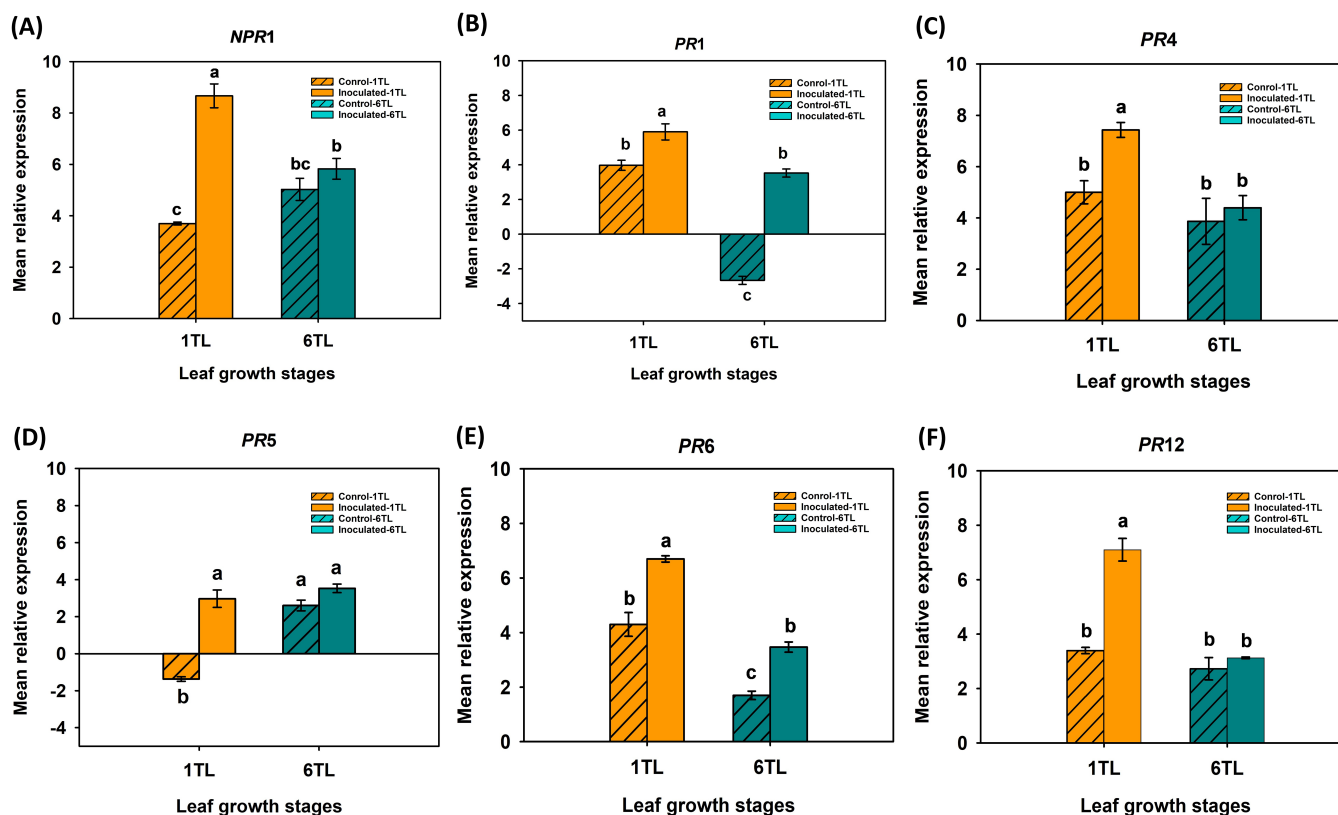 (A)
NPR1
Mean relative expression
10
8
6
4
2
0
c
a
bc
b
Conrol-1TL
Inoculated-1TL
Control-6TL
Inoculated-6TL
1TL
6TL
Leaf growth stages
(B)
PR1
Mean relative expression
10
8
6
4
2
0
-2
-4
b
a
c
b
Conrol-1TL
Inoculated-1TL
Control-6TL
Inoculated-6TL
1TL
6TL
Leaf growth stages
(C)
PR4
Mean relative expression
10
8
6
4
2
0
b
a
b
b
Conrol-1TL
Inoculated-1TL
Control-6TL
Inoculated-6TL
1TL
6TL
Leaf growth stages
(D)
PR5
Mean relative expression
10
8
6
4
2
0
-2
-4
b
a
a
a
Conrol-1TL
Inoculated-1TL
Control-6TL
Inoculated-6TL
1TL
6TL
Leaf growth stages
(E)
PR6
Mean relative expression
10
8
6
4
2
0
b
a
c
b
Conrol-1TL
Inoculated-1TL
Control-6TL
Inoculated-6TL
1TL
6TL
Leaf growth stages
(F)
PR12
Mean relative expression
10
8
6
4
2
0
b
a
b
b
Conrol-1TL
Inoculated-1TL
Control-6TL
Inoculated-6TL
1TL
6TL
Leaf growth stages